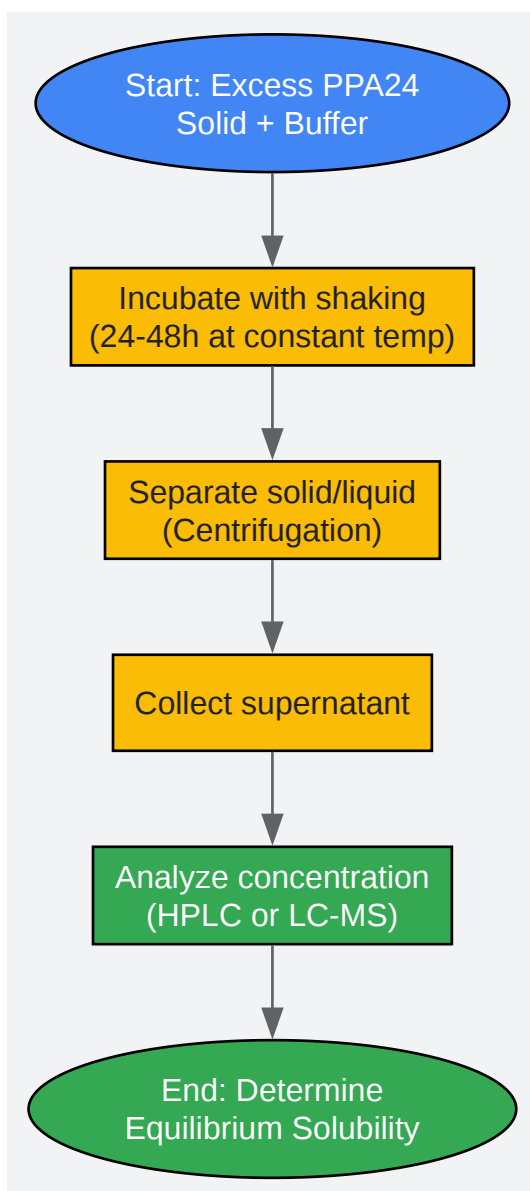 Start: Excess PPA24
Solid + Buffer
Incubate with shaking
(24-48h at constant temp)
Separate solid/liquid
(Centrifugation)
Collect supernatant
Analyze concentration
(HPLC or LC-MS)
End: Determine
Equilibrium Solubility